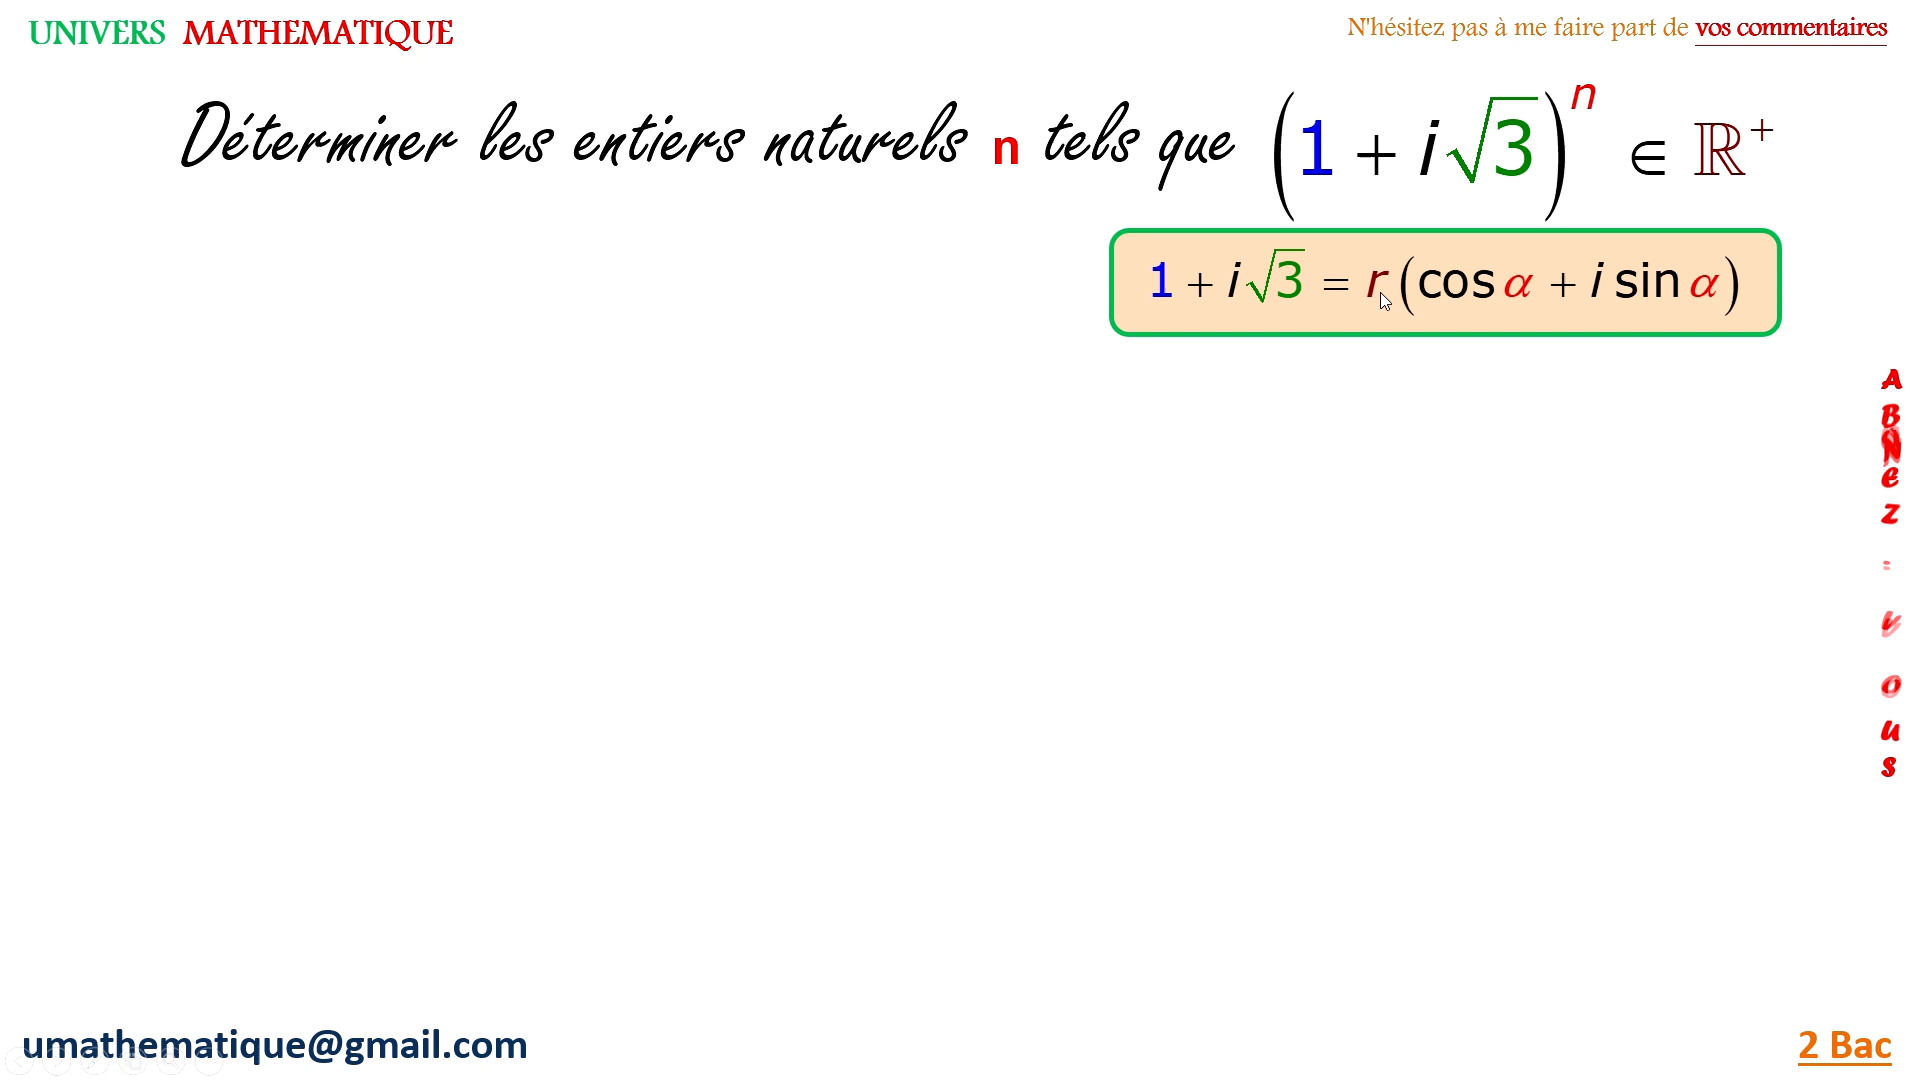 UNIVERS MATHEMATIQUE
N'hésitez pas à me faire part de vos commentaires
Déterminer les entiers naturels n tels que (1 + i√3)ⁿ ∈ ℝ⁺
1 + i√3 = r(cos α + i sin α)
umathematique@gmail.com
2 Bac